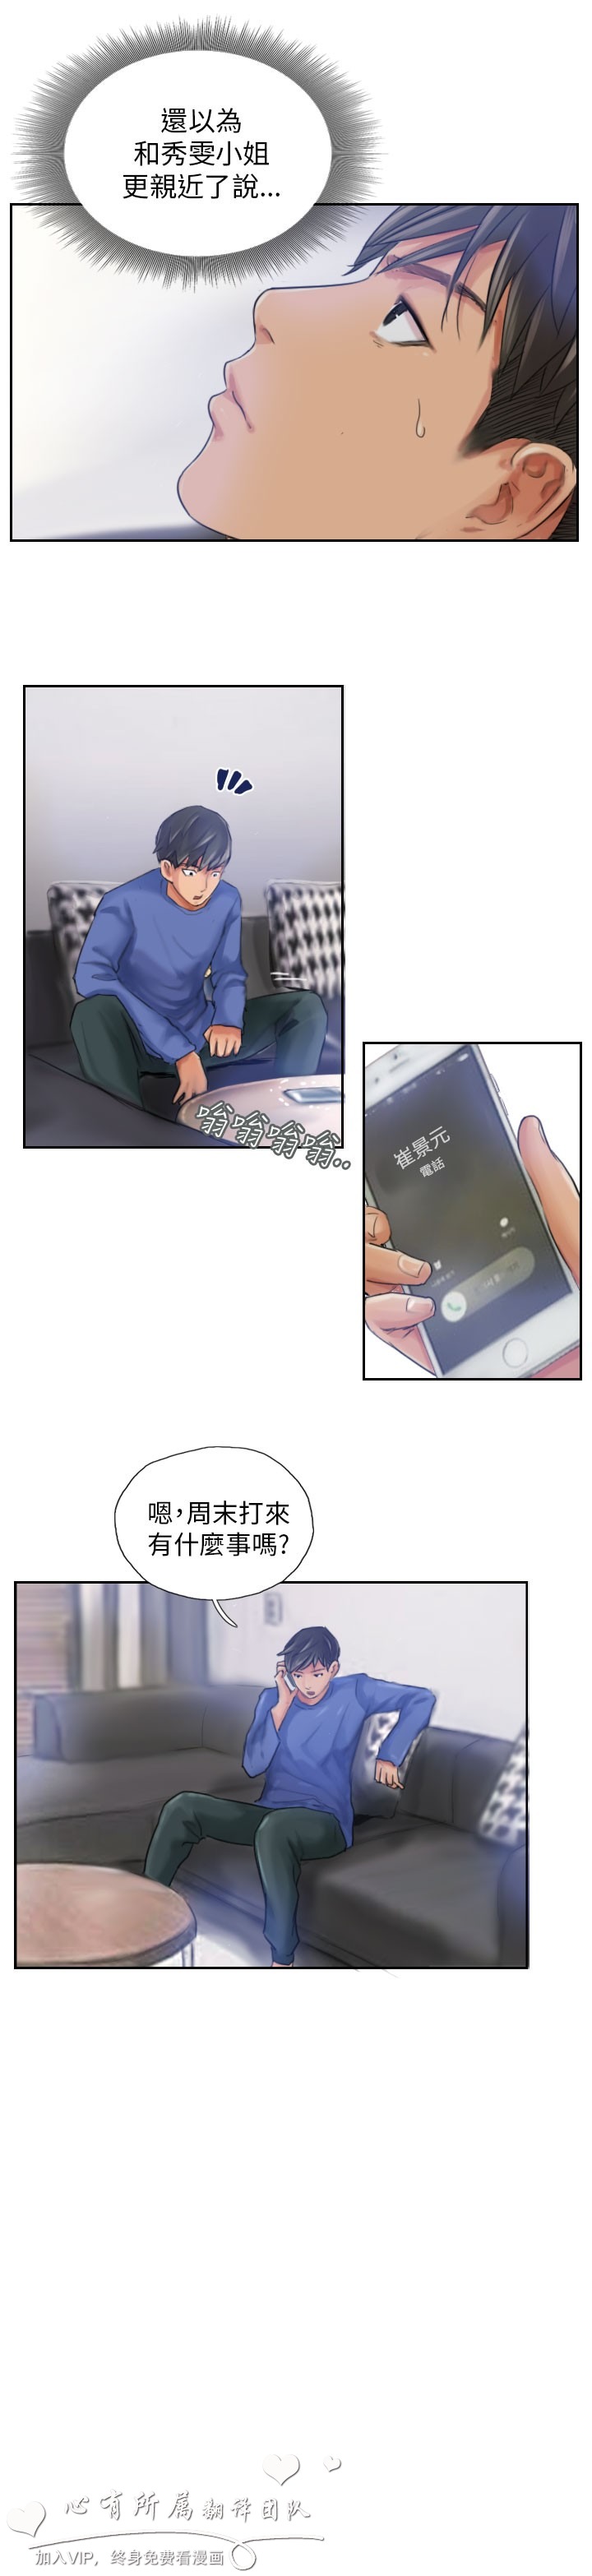 還以為
和秀雯小姐
更親近了說...
嗡嗡嗡嗡..
崔景元
電話
嗯,周末打來
有什麼事嗎?
心有所属翻译团队
加入VIP，终身免费看漫画